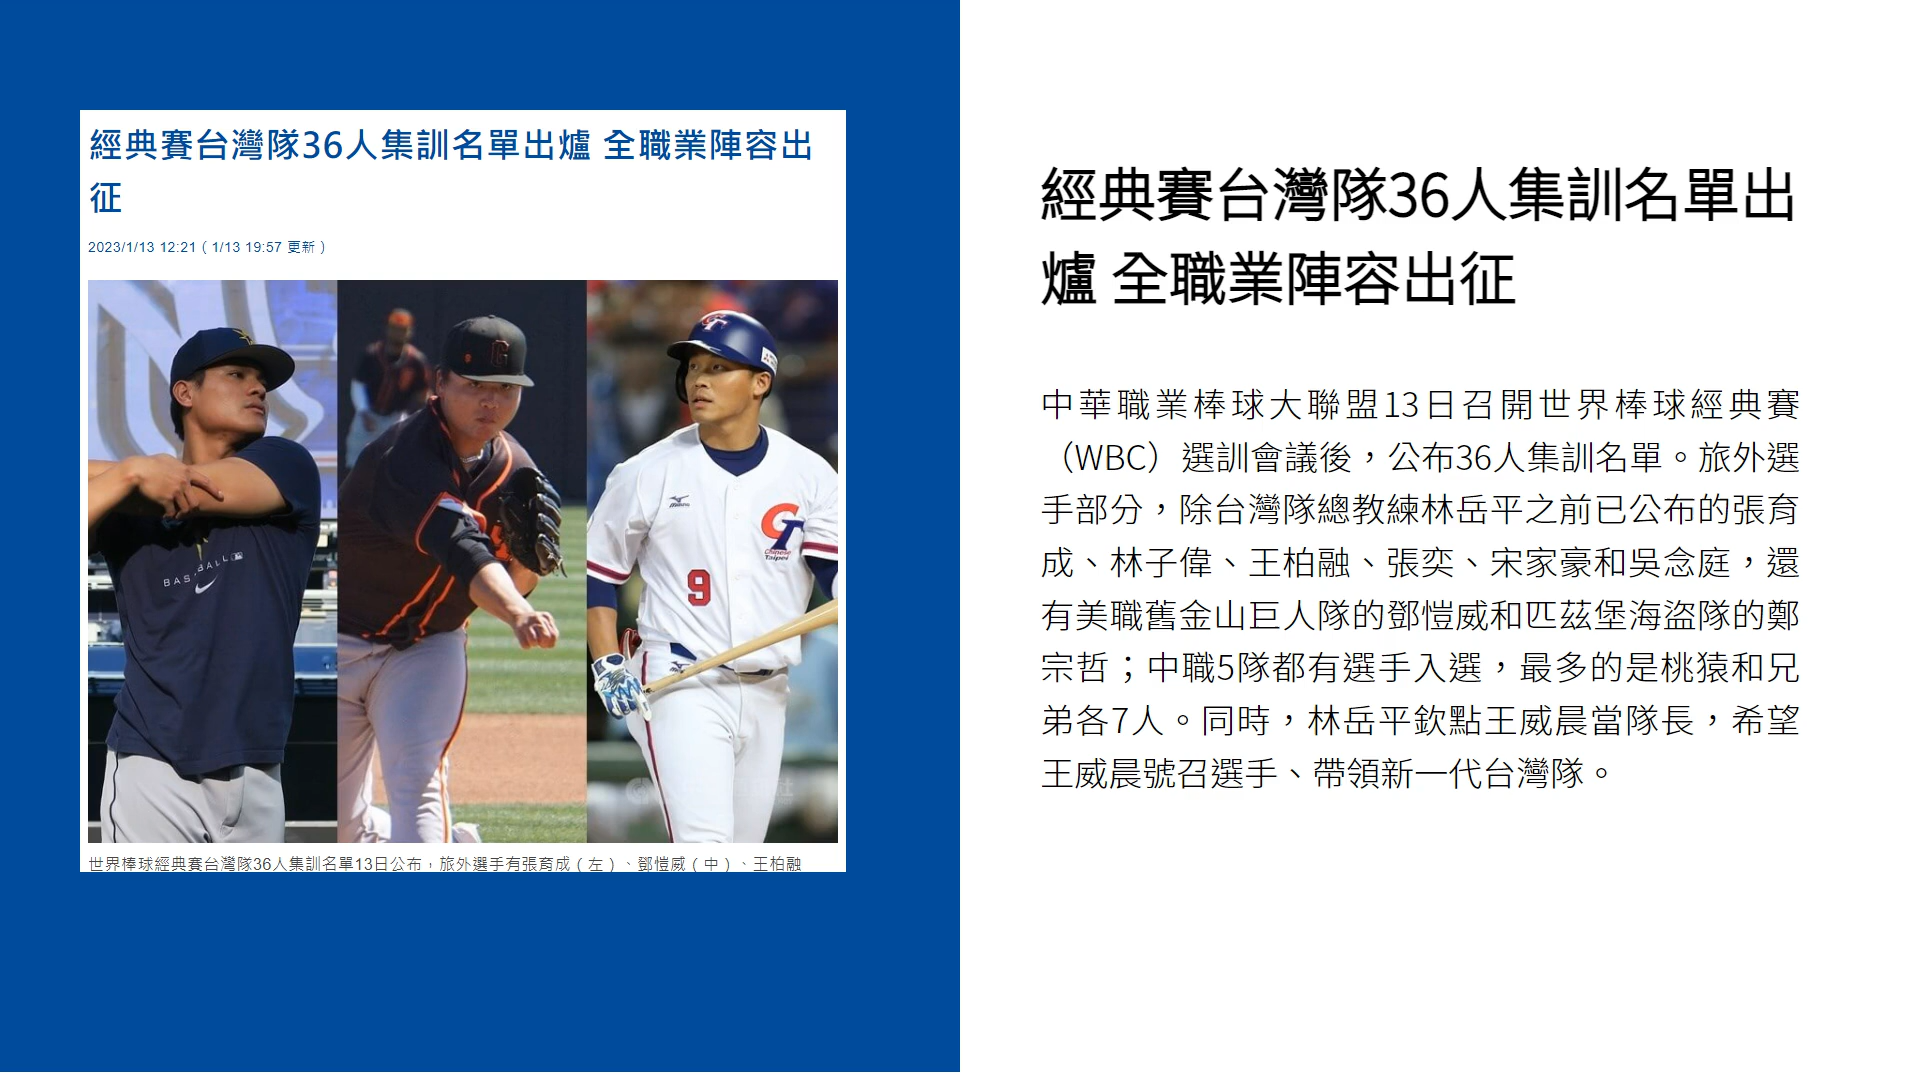 經典賽台灣隊36人集訓名單出爐 全職業陣容出
征
2023/1/13 12:21（1/13 19:57 更新）
BASEBALL
G
CT
mizuno
CT
Chinese
Taipei
9
世界棒球經典賽台灣隊36人集訓名單13日公布，旅外選手有張育成（左）、鄧愷威（中）、王柏融
經典賽台灣隊36人集訓名單出
爐 全職業陣容出征
中華職業棒球大聯盟13日召開世界棒球經典賽
（WBC）選訓會議後，公布36人集訓名單。旅外選
手部分，除台灣隊總教練林岳平之前已公布的張育
成、林子偉、王柏融、張奕、宋家豪和吳念庭，還
有美職舊金山巨人隊的鄧愷威和匹茲堡海盜隊的鄭
宗哲；中職5隊都有選手入選，最多的是桃猿和兄
弟各7人。同時，林岳平欽點王威晨當隊長，希望
王威晨號召選手、帶領新一代台灣隊。